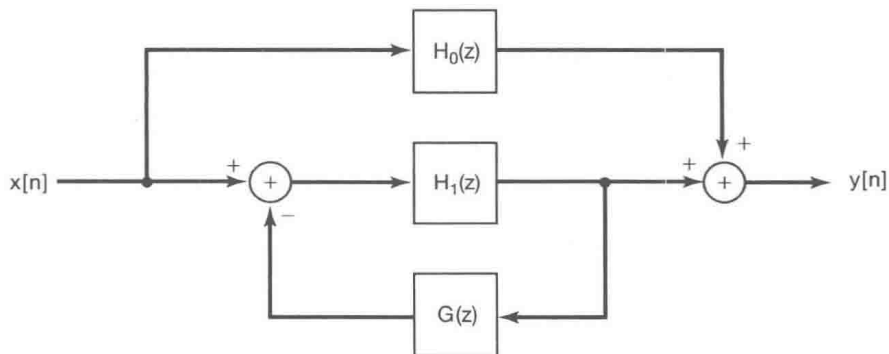 H₀(z)
+
x[n]
+
+
H₁(z)
+
+
y[n]
−
G(z)